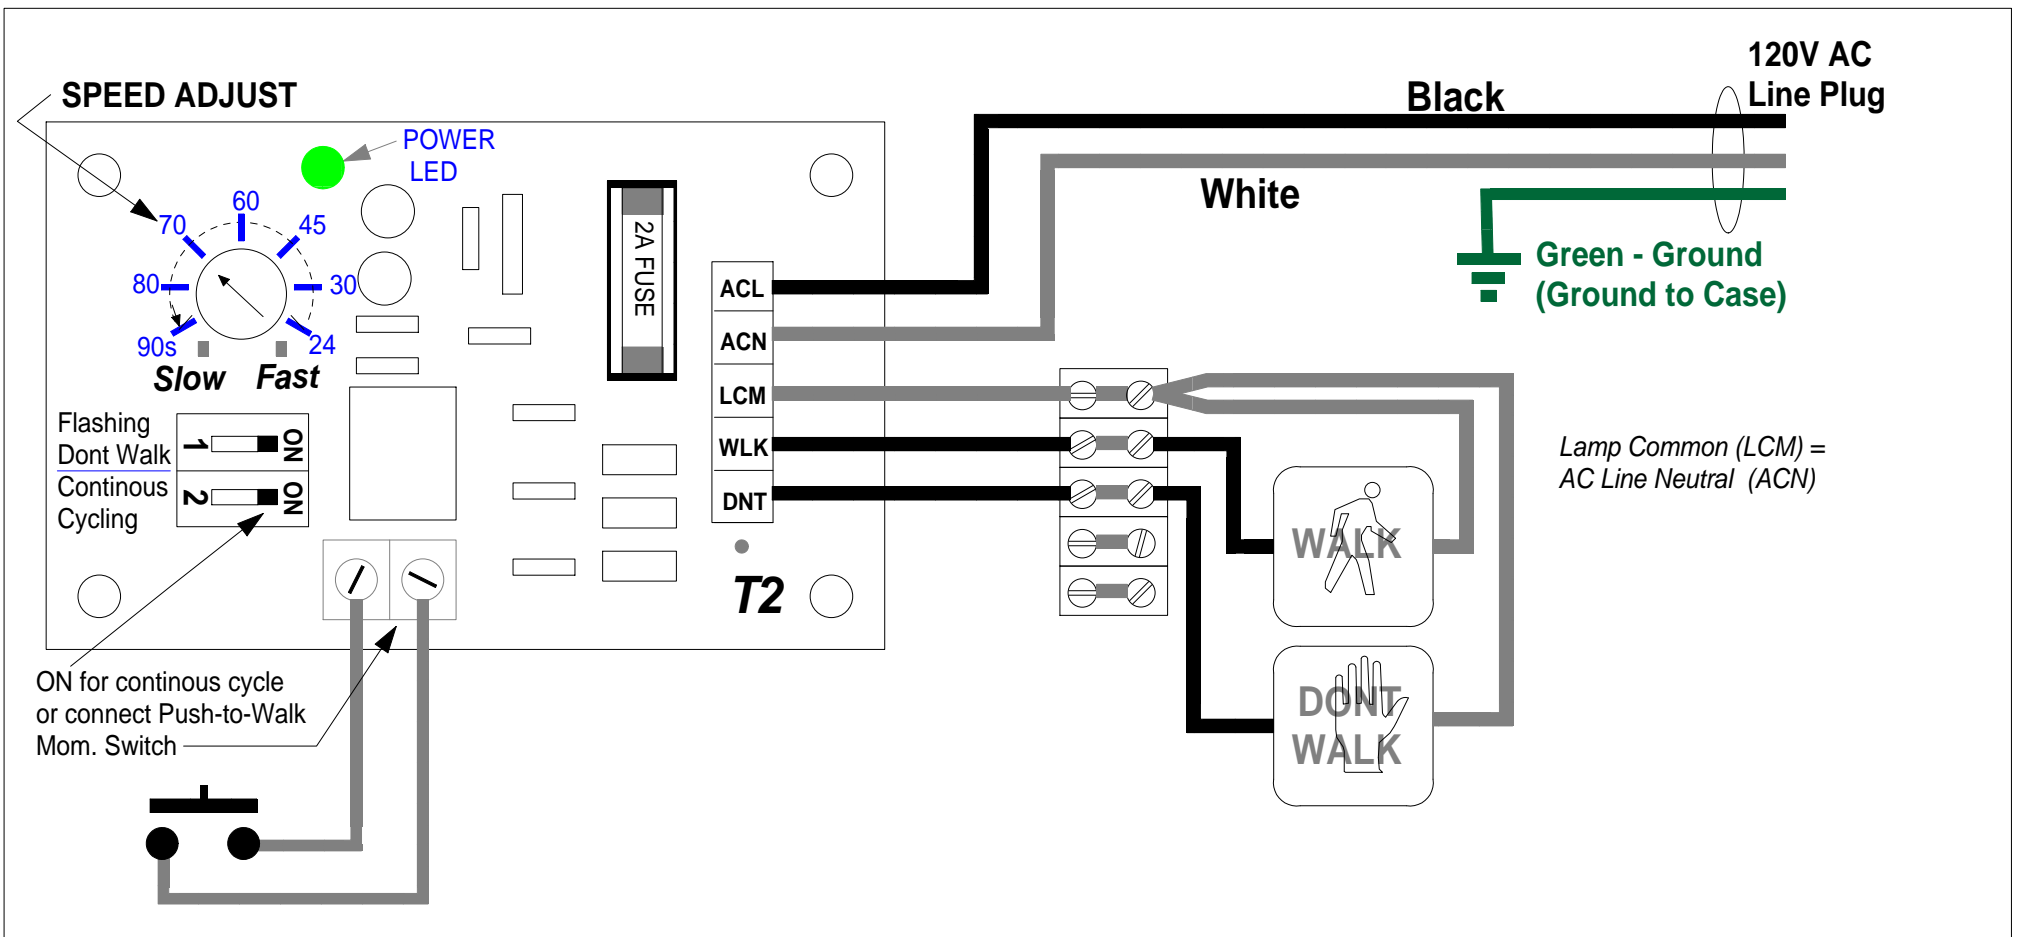 120V AC
Line Plug
SPEED ADJUST
Black
POWER
LED
White
60
70
45
80
30
90s
24
Slow
Fast
2A FUSE
Green - Ground
(Ground to Case)
ACL
ACN
LCM
WLK
DNT
Flashing
Dont Walk
Continous
Cycling
1
ON
2
ON
Lamp Common (LCM) =
AC Line Neutral (ACN)
WALK
T2
DONT
WALK
ON for continous cycle
or connect Push-to-Walk
Mom. Switch